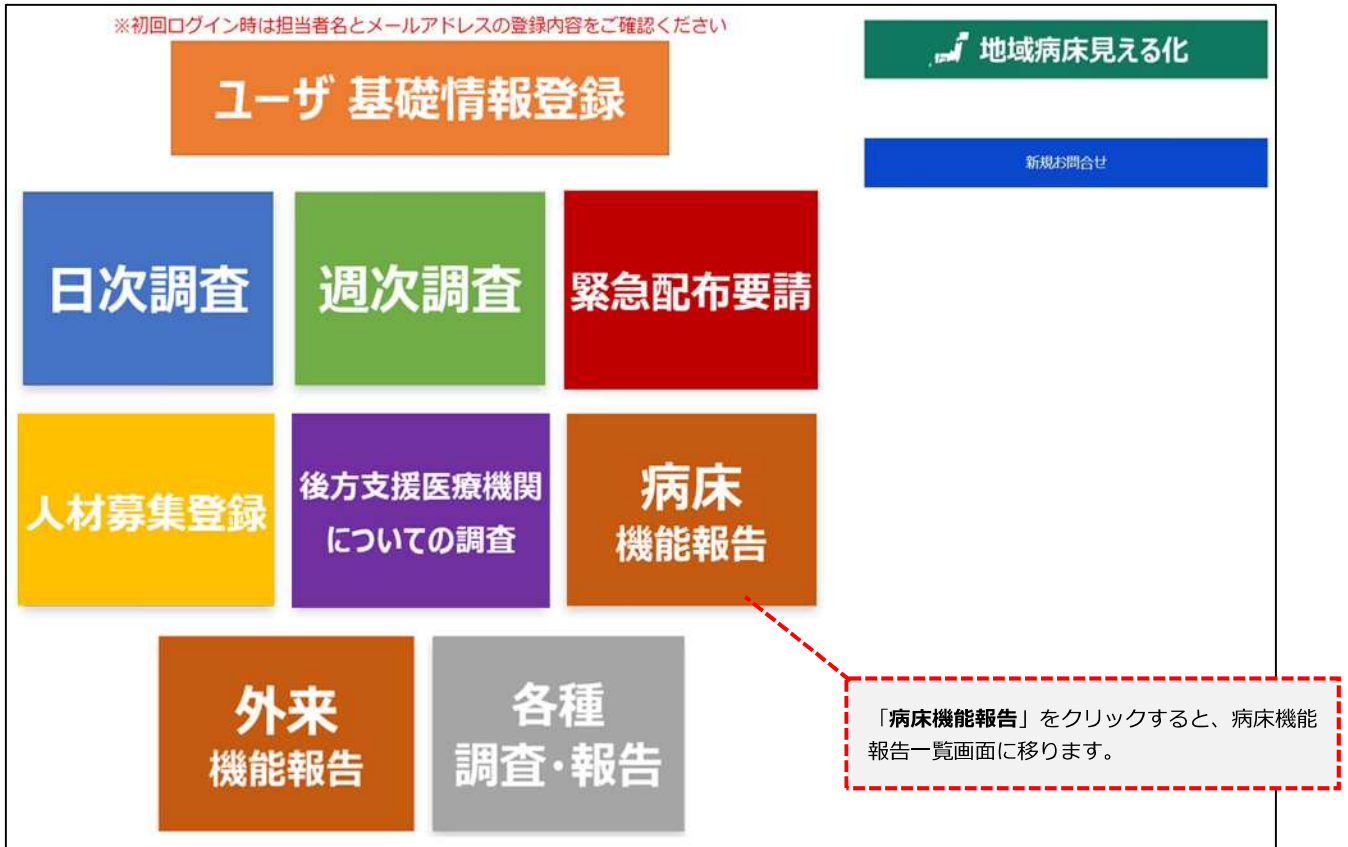 ※初回ログイン時は担当者名とメールアドレスの登録内容をご確認ください
ユーザ 基礎情報登録
地域病床見える化
新規お問合せ
日次調査
週次調査
緊急配布要請
人材募集登録
後方支援医療機関
についての調査
病床
機能報告
外来
機能報告
各種
調査・報告
「病床機能報告」をクリックすると、病床機能
報告一覧画面に移ります。